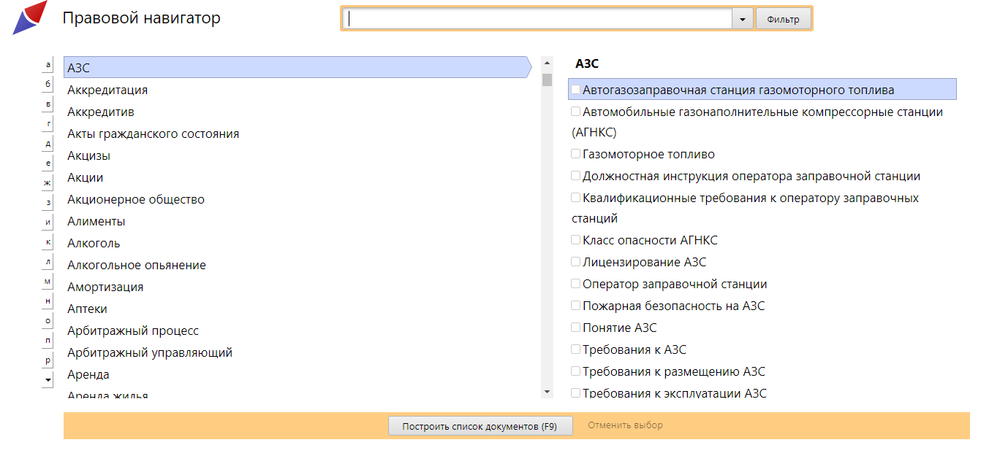 Правовой навигатор
Фильтр
а
б
в
г
д
е
ж
з
и
к
л
м
н
о
п
р
АЗС
Аккредитация
Аккредитив
Акты гражданского состояния
Акцизы
Акции
Акционерное общество
Алименты
Алкоголь
Алкогольное опьянение
Амортизация
Аптеки
Арбитражный процесс
Арбитражный управляющий
Аренда
Аренда жилья
АЗС
Автогазозаправочная станция газомоторного топлива
Автомобильные газонаполнительные компрессорные станции
(АГНКС)
Газомоторное топливо
Должностная инструкция оператора заправочной станции
Квалификационные требования к оператору заправочных
станций
Класс опасности АГНКС
Лицензирование АЗС
Оператор заправочной станции
Пожарная безопасность на АЗС
Понятие АЗС
Требования к АЗС
Требования к размещению АЗС
Требования к эксплуатации АЗС
Построить список документов (F9)
Отменить выбор